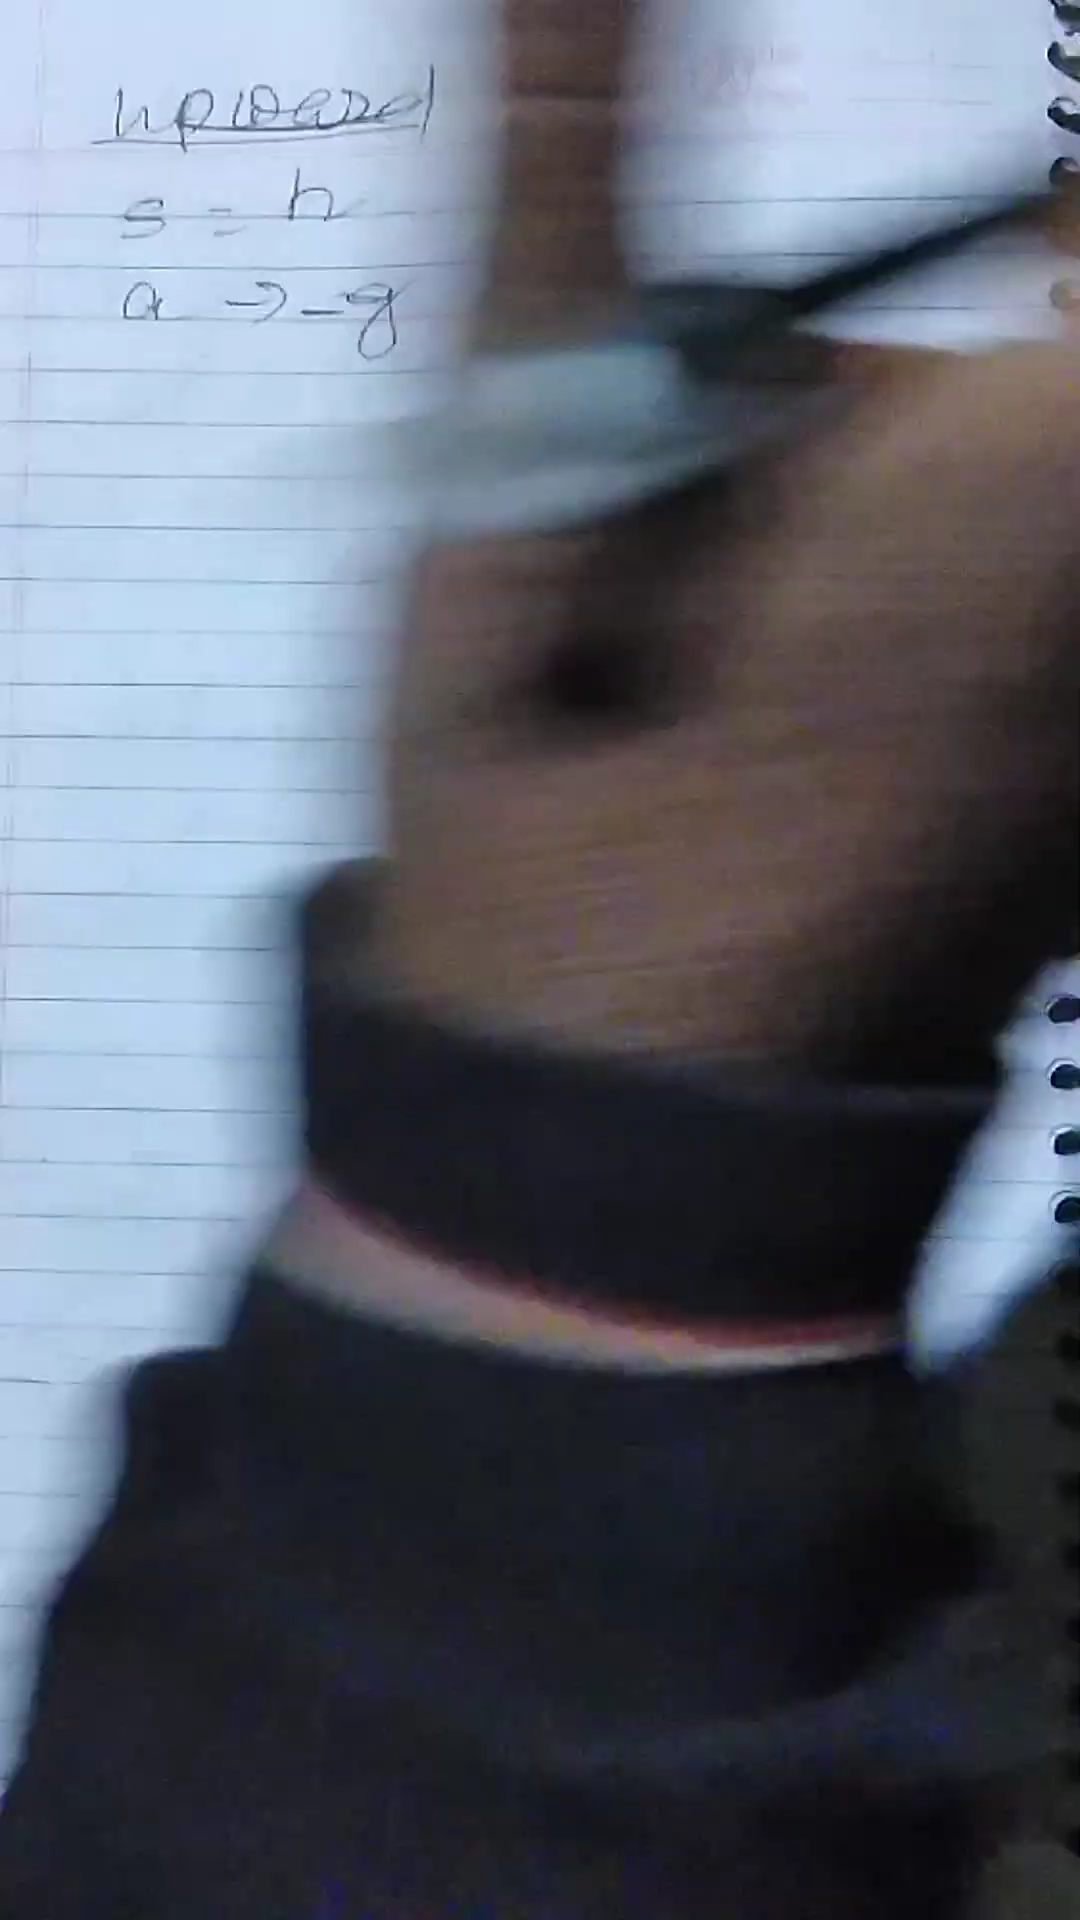 upward
s = h
a → -g